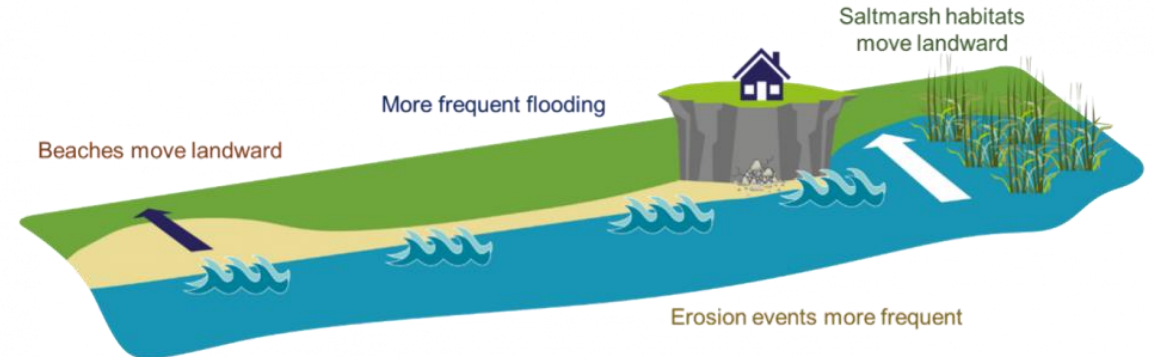 Saltmarsh habitats
move landward
More frequent flooding
Beaches move landward
Erosion events more frequent